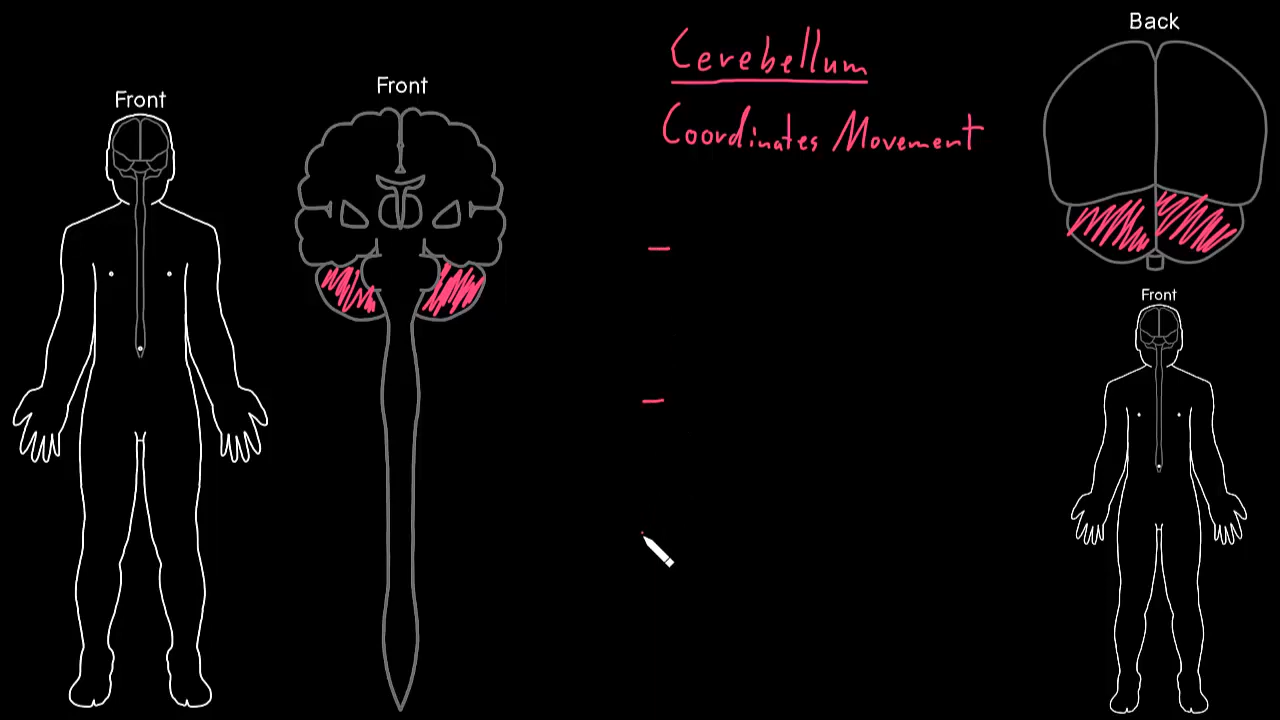 Front
Front
Cerebellum
Coordinates Movement
-
-
Back
Front